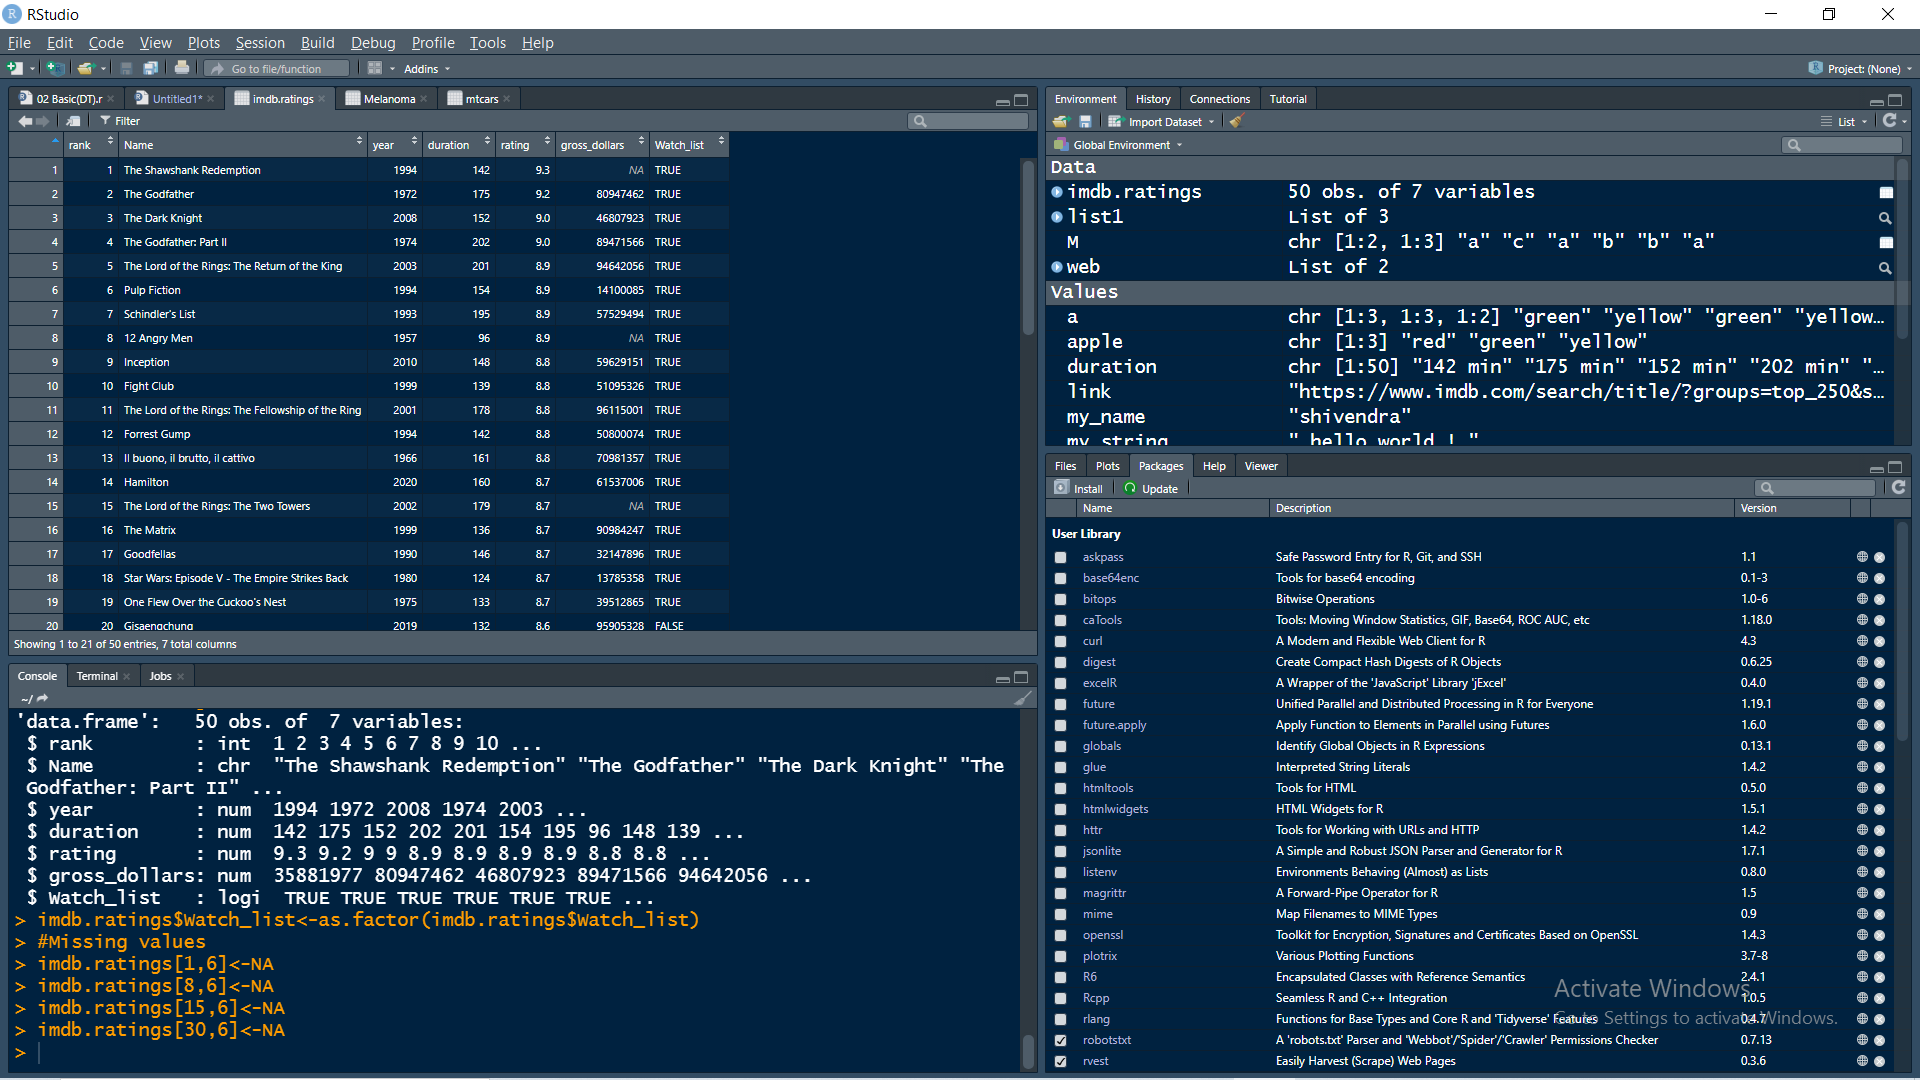 RStudio
File Edit Code View Plots Session Build Debug Profile Tools Help
Go to file/function Addins Project: (None)
02 Basic(DT).r Untitled1* imdb.ratings Melanoma mtcars
Filter
rank Name year duration rating gross_dollars Watch_list
1 1 The Shawshank Redemption 1994 142 9.3 NA TRUE
2 2 The Godfather 1972 175 9.2 80947462 TRUE
3 3 The Dark Knight 2008 152 9.0 46807923 TRUE
4 4 The Godfather: Part II 1974 202 9.0 89471566 TRUE
5 5 The Lord of the Rings: The Return of the King 2003 201 8.9 94642056 TRUE
6 6 Pulp Fiction 1994 154 8.9 14100085 TRUE
7 7 Schindler's List 1993 195 8.9 57529494 TRUE
8 8 12 Angry Men 1957 96 8.9 NA TRUE
9 9 Inception 2010 148 8.8 59629151 TRUE
10 10 Fight Club 1999 139 8.8 51095326 TRUE
11 11 The Lord of the Rings: The Fellowship of the Ring 2001 178 8.8 96115001 TRUE
12 12 Forrest Gump 1994 142 8.8 50800074 TRUE
13 13 Il buono, il brutto, il cattivo 1966 161 8.8 70981357 TRUE
14 14 Hamilton 2020 160 8.7 61537006 TRUE
15 15 The Lord of the Rings: The Two Towers 2002 179 8.7 NA TRUE
16 16 The Matrix 1999 136 8.7 90984247 TRUE
17 17 Goodfellas 1990 146 8.7 32147896 TRUE
18 18 Star Wars: Episode V - The Empire Strikes Back 1980 124 8.7 13785358 TRUE
19 19 One Flew Over the Cuckoo's Nest 1975 133 8.7 39512865 TRUE
20 20 Gisaengchung 2019 132 8.6 95905328 FALSE
Showing 1 to 21 of 50 entries, 7 total columns
Console Terminal Jobs
~/
'data.frame': 50 obs. of 7 variables:
$ rank : int 1 2 3 4 5 6 7 8 9 10 ...
$ Name : chr "The Shawshank Redemption" "The Godfather" "The Dark Knight" "The
Godfather: Part II" ...
$ year : num 1994 1972 2008 1974 2003 ...
$ duration : num 142 175 152 202 201 154 195 96 148 139 ...
$ rating : num 9.3 9.2 9 9 8.9 8.9 8.9 8.9 8.8 8.8 ...
$ gross_dollars: num 35881977 80947462 46807923 89471566 94642056 ...
$ Watch_list : logi TRUE TRUE TRUE TRUE TRUE TRUE ...
> imdb.ratings$Watch_list<-as.factor(imdb.ratings$Watch_list)
> #Missing values
> imdb.ratings[1,6]<-NA
> imdb.ratings[8,6]<-NA
> imdb.ratings[15,6]<-NA
> imdb.ratings[30,6]<-NA
>
Environment History Connections Tutorial
Import Dataset List
Global Environment
Data
imdb.ratings 50 obs. of 7 variables
list1 List of 3
M chr [1:2, 1:3] "a" "c" "a" "b" "b" "a"
web List of 2
Values
a chr [1:3, 1:3, 1:2] "green" "yellow" "green" "yellow…
apple chr [1:3] "red" "green" "yellow"
duration chr [1:50] "142 min" "175 min" "152 min" "202 min" "…
link "https://www.imdb.com/search/title/?groups=top_250&s…
my_name "shivendra"
my_string " hello world ! "
Files Plots Packages Help Viewer
Install Update
Name Description Version
User Library
askpass Safe Password Entry for R, Git, and SSH 1.1
base64enc Tools for base64 encoding 0.1-3
bitops Bitwise Operations 1.0-6
caTools Tools: Moving Window Statistics, GIF, Base64, ROC AUC, etc 1.18.0
curl A Modern and Flexible Web Client for R 4.3
digest Create Compact Hash Digests of R Objects 0.6.25
excelR A Wrapper of the 'JavaScript' Library 'jExcel' 0.4.0
future Unified Parallel and Distributed Processing in R for Everyone 1.19.1
future.apply Apply Function to Elements in Parallel using Futures 1.6.0
globals Identify Global Objects in R Expressions 0.13.1
glue Interpreted String Literals 1.4.2
htmltools Tools for HTML 0.5.0
htmlwidgets HTML Widgets for R 1.5.1
httr Tools for Working with URLs and HTTP 1.4.2
jsonlite A Simple and Robust JSON Parser and Generator for R 1.7.1
listenv Environments Behaving (Almost) as Lists 0.8.0
magrittr A Forward-Pipe Operator for R 1.5
mime Map Filenames to MIME Types 0.9
openssl Toolkit for Encryption, Signatures and Certificates Based on OpenSSL 1.4.3
plotrix Various Plotting Functions 3.7-8
R6 Encapsulated Classes with Reference Semantics 2.4.1
Activate Windows
Rcpp Seamless R and C++ Integration 1.0.5
rlang Functions for Base Types and Core R and 'Tidyverse' Features 0.4.7
Go to Settings to activate Windows.
robotstxt A 'robots.txt' Parser and 'Webbot'/'Spider'/'Crawler' Permissions Checker 0.7.13
rvest Easily Harvest (Scrape) Web Pages 0.3.6